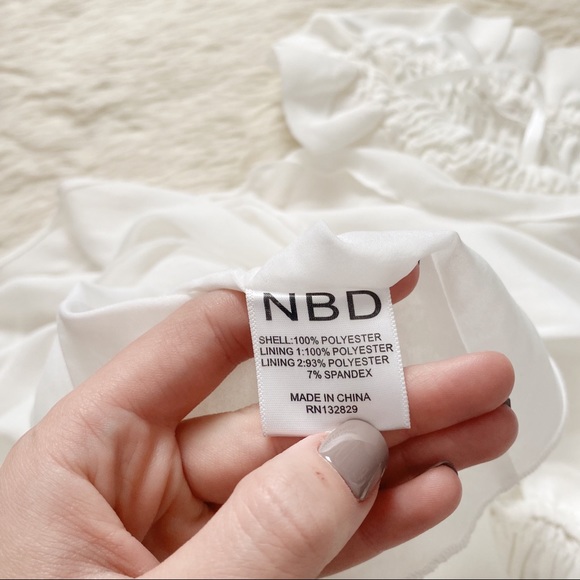 NBD
SHELL:100% POLYESTER
LINING 1:100% POLYESTER
LINING 2:93% POLYESTER
7% SPANDEX
MADE IN CHINA
RN132829